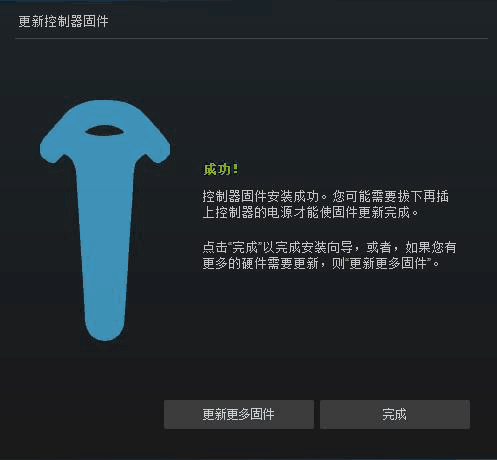 更新控制器固件
成功!
控制器固件安装成功。您可能需要拔下再插
上控制器的电源才能使固件更新完成。
点击“完成”以完成安装向导，或者，如果您有
更多的硬件需要更新，则“更新更多固件”。
更新更多固件
完成